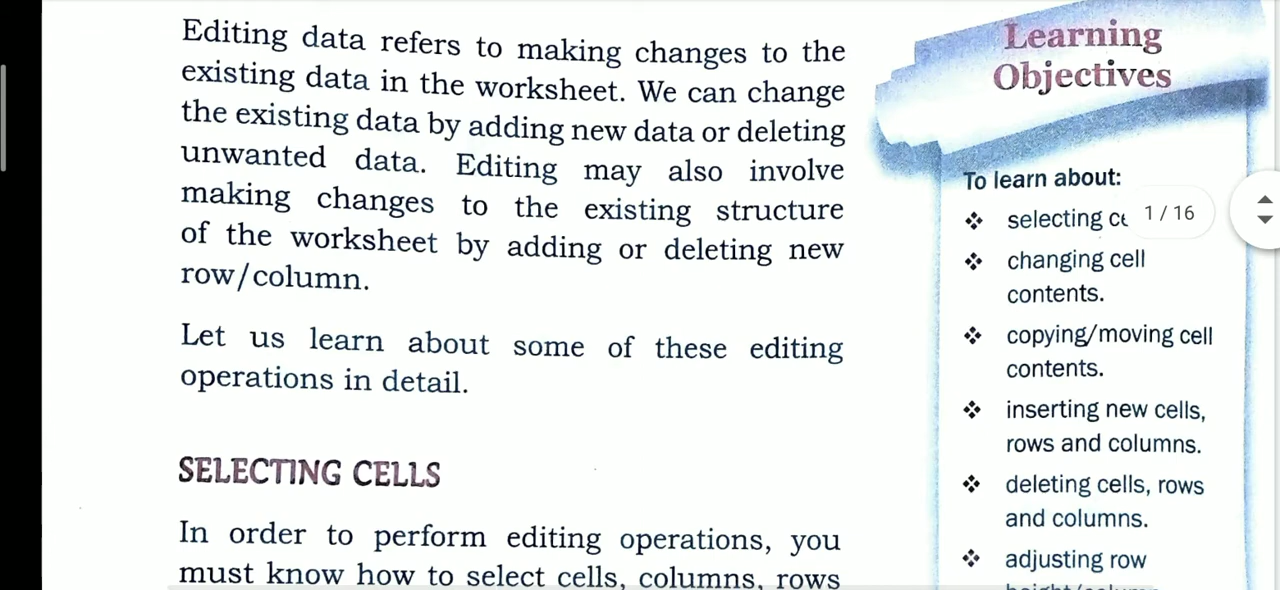 Editing data refers to making changes to the
existing data in the worksheet. We can change
the existing data by adding new data or deleting
unwanted data. Editing may also involve
making changes to the existing structure
of the worksheet by adding or deleting new
row/column.
Let us learn about some of these editing
operations in detail.
SELECTING CELLS
In order to perform editing operations, you
must know how to select cells, columns, rows
Learning
Objectives
To learn about:
❖ selecting
1 / 16
❖ changing cell
contents.
❖ copying/moving cell
contents.
❖ inserting new cells,
rows and columns.
❖ deleting cells, rows
and columns.
❖ adjusting row